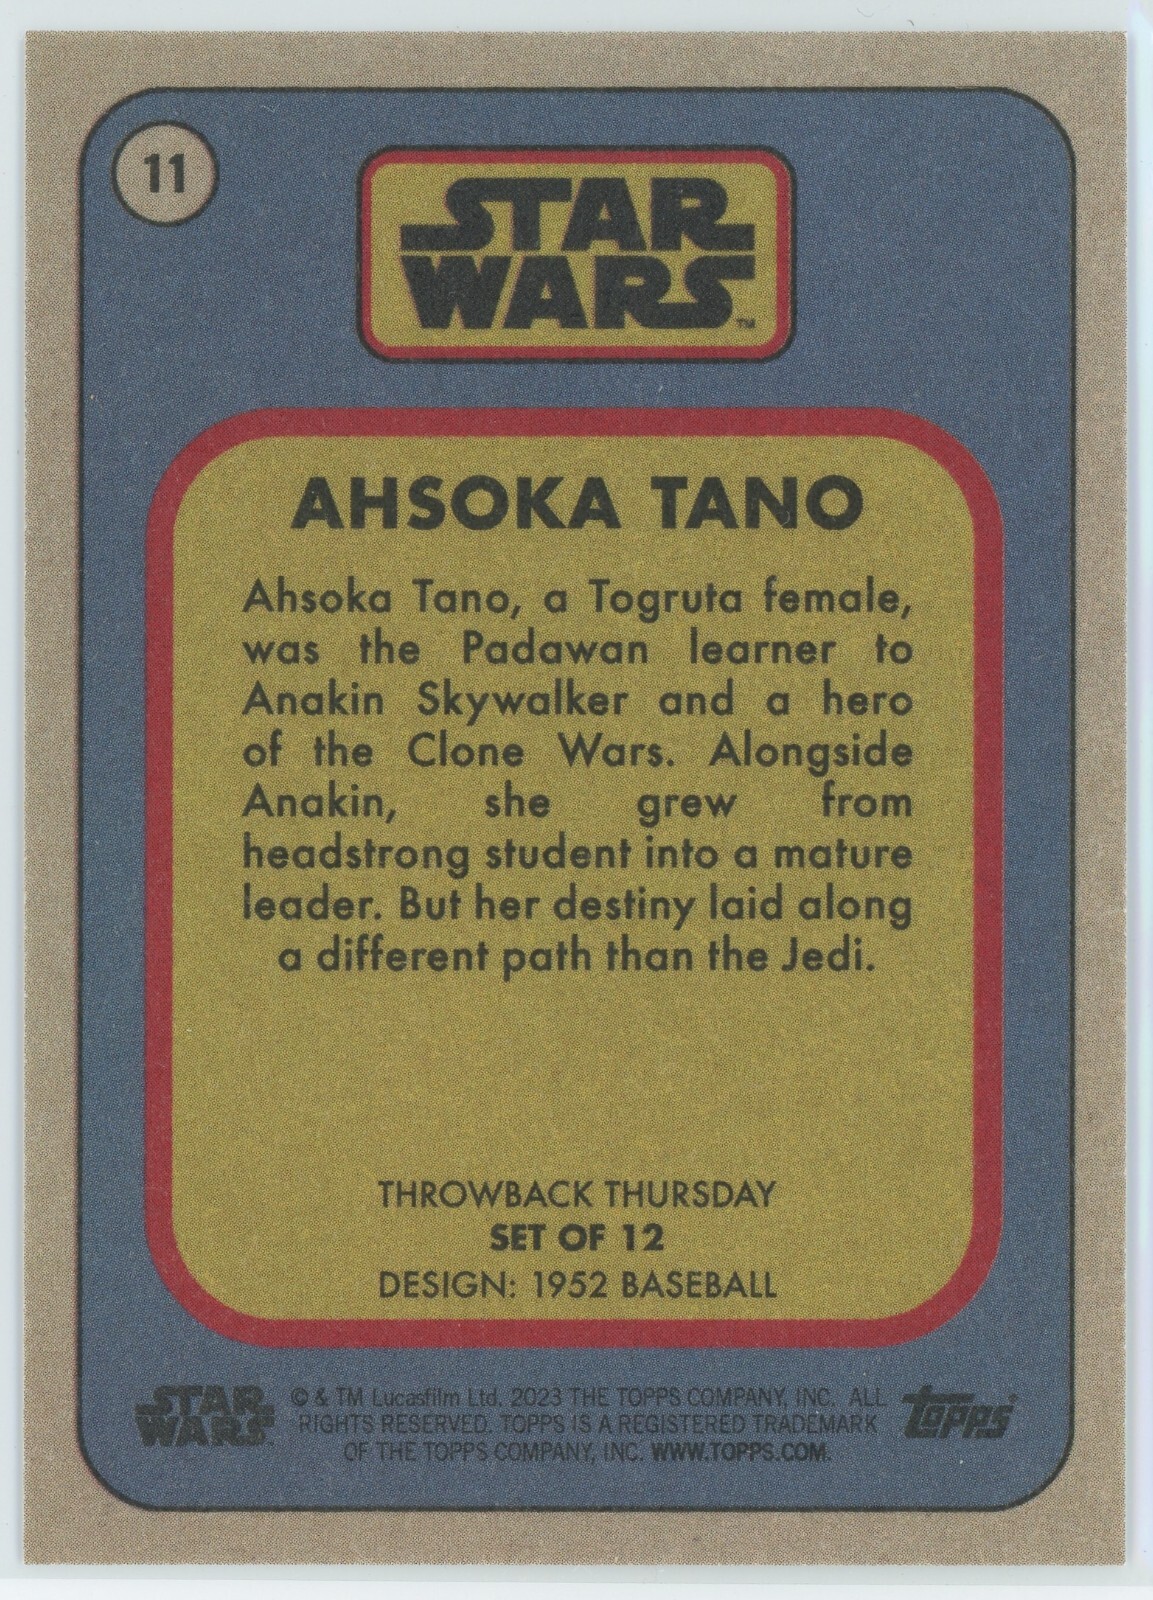 11
STAR
WARS™
AHSOKA TANO
Ahsoka Tano, a Togruta female,
was the Padawan learner to
Anakin Skywalker and a hero
of the Clone Wars. Alongside
Anakin, she grew from
headstrong student into a mature
leader. But her destiny laid along
a different path than the Jedi.
THROWBACK THURSDAY
SET OF 12
DESIGN: 1952 BASEBALL
STAR
WARS
© & TM Lucasfilm Ltd. 2023 THE TOPPS COMPANY, INC. ALL
RIGHTS RESERVED. TOPPS IS A REGISTERED TRADEMARK
OF THE TOPPS COMPANY, INC. WWW.TOPPS.COM.
topps®